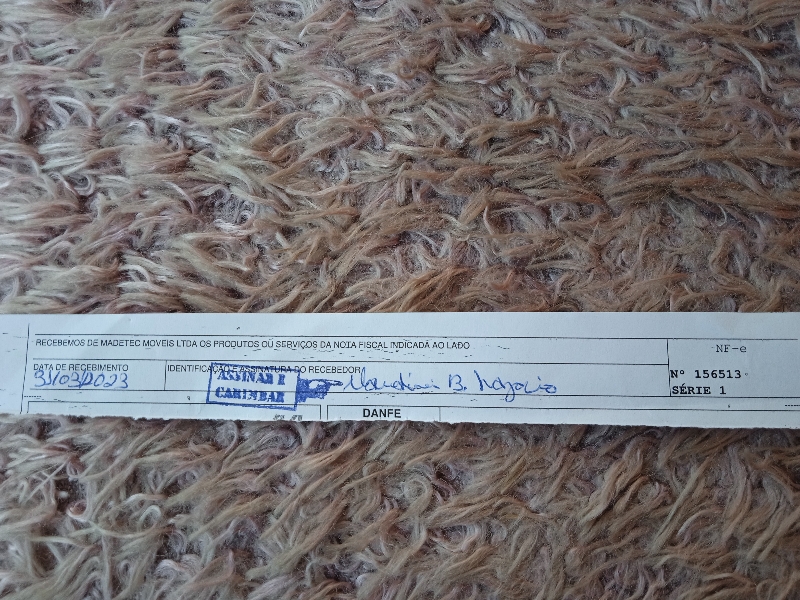 RECEBEMOS DE MADETEC MOVEIS LTDA OS PRODUTOS OU SERVIÇOS DA NOTA FISCAL INDICADA AO LADO
NF-e
DATA DE RECEBIMENTO
IDENTIFICAÇÃO E ASSINATURA DO RECEBEDOR
31/03/2023
ASSINAR E
CARIMBAR
B.
Nº 156513
SÉRIE 1
DANFE